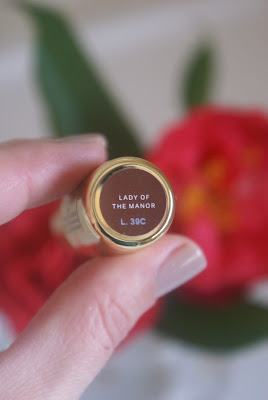 LADY OF
THE MANOR
L. 39C